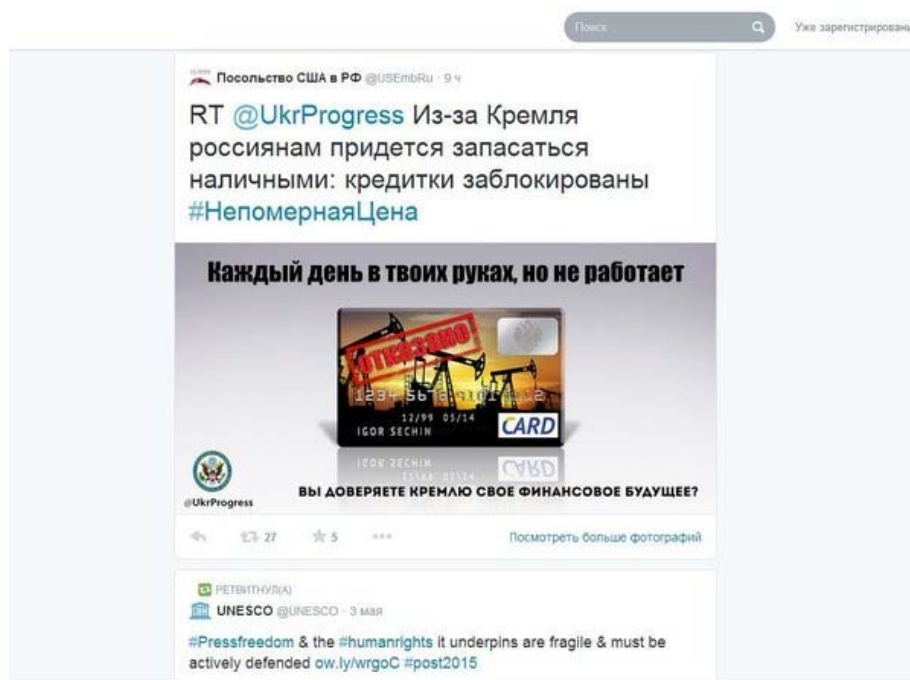 Поиск
Уже зарегистрированы
Посольство США в РФ @USEmbRu · 9 ч
RT @UkrProgress Из-за Кремля
россиянам придется запасаться
наличными: кредитки заблокированы
#НепомернаяЦена
Каждый день в твоих руках, но не работает
ОТКАЗАНО
1234 5678 9101
12/99 05/14
IGOR SECHIN
CARD
@UkrProgress
ВЫ ДОВЕРЯЕТЕ КРЕМЛЮ СВОЕ ФИНАНСОВОЕ БУДУЩЕЕ?
27
5
Посмотреть больше фотографий
РЕТВИТНУЛ(А)
UNESCO @UNESCO · 3 мая
#Pressfreedom & the #humanrights it underpins are fragile & must be
actively defended ow.ly/wrgoC #post2015